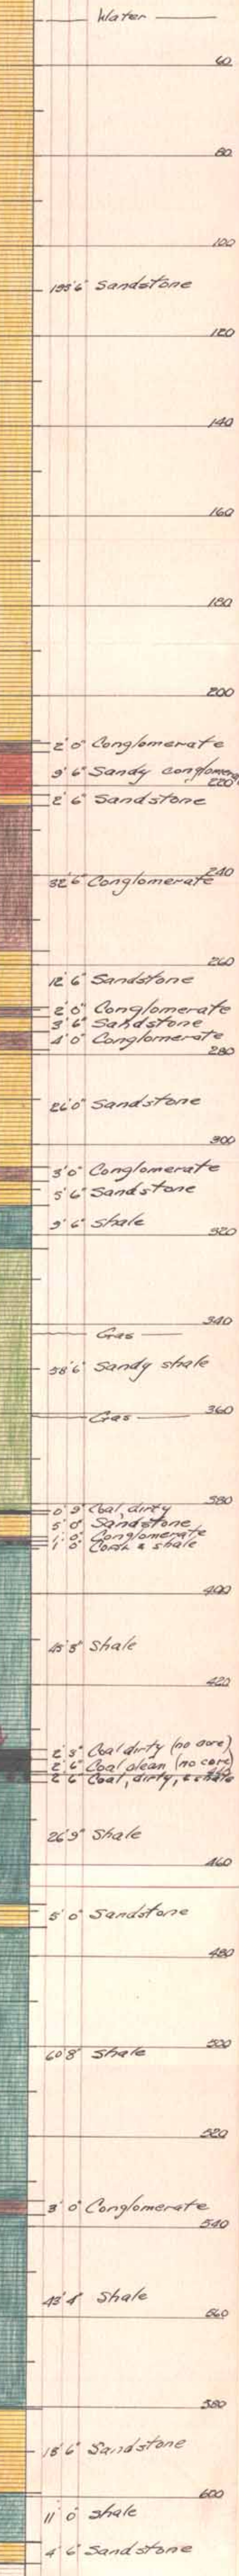 Water
60
80
100
195' 6" Sandstone
120
140
160
180
200
2' 0" Conglomerate
9' 6" Sandy conglomerate
220
2' 6" Sandstone
240
32' 6" Conglomerate
260
12' 6" Sandstone
2' 0" Conglomerate
3' 6" Sandstone
4' 0" Conglomerate
280
26' 0" Sandstone
300
3' 0" Conglomerate
5' 6" Sandstone
9' 6" Shale
320
340
Gas
58' 6" Sandy shale
360
Gas
380
0' 9" Coal, dirty
5' 0" Sandstone
1' 0" Conglomerate
1' 0" & shale
400
45' 3" Shale
420
2' 3" Coal dirty (no core)
2' 6" Coal clean (no core)
2' 6" Coal, dirty, & shale
26' 9" Shale
460
5' 0" Sandstone
480
500
60' 8" Shale
520
3' 0" Conglomerate
540
43' 4" Shale
560
580
18' 6" Sandstone
600
11' 0" Shale
4' 6" Sandstone